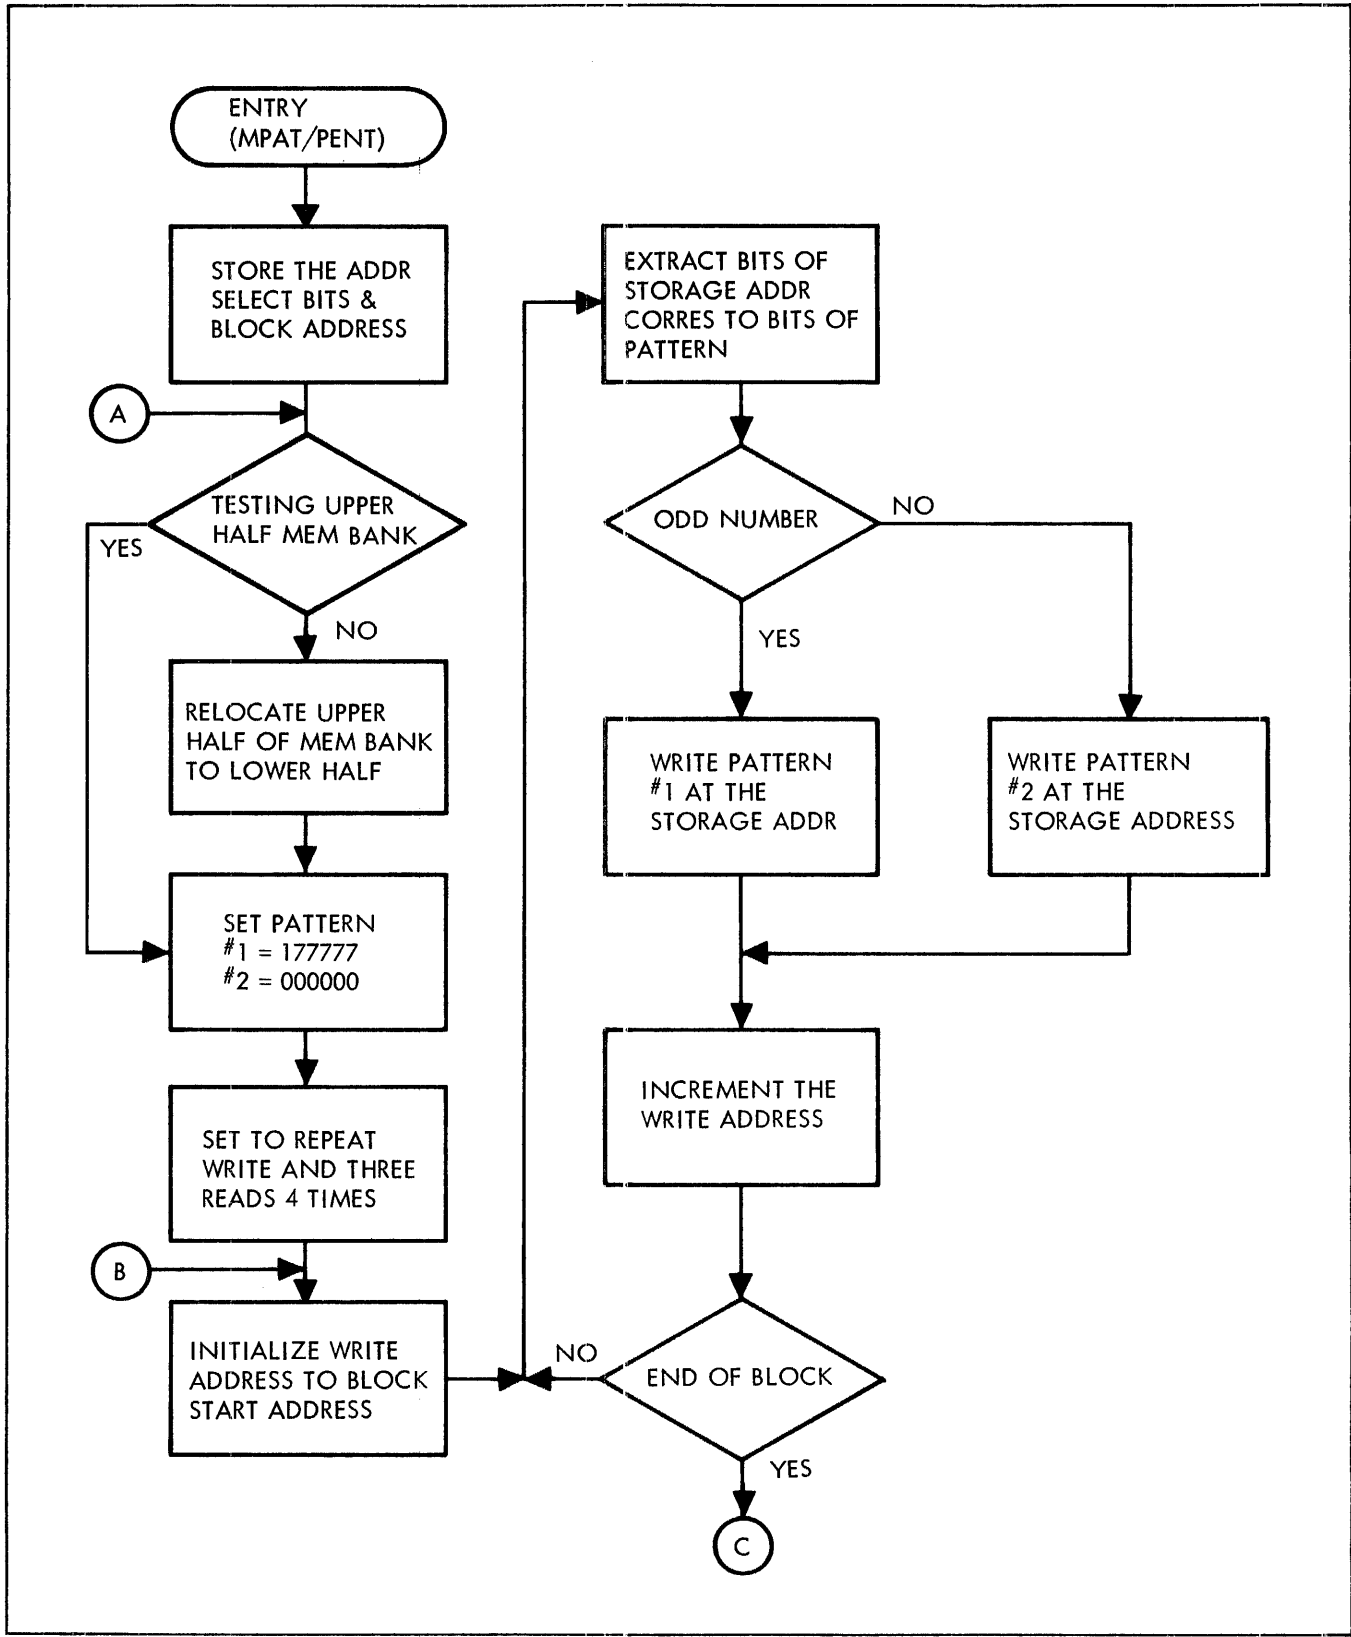 ENTRY
(MPAT/PENT)
STORE THE ADDR
SELECT BITS &
BLOCK ADDRESS
A
TESTING UPPER
HALF MEM BANK
YES
NO
RELOCATE UPPER
HALF OF MEM BANK
TO LOWER HALF
SET PATTERN
#1 = 177777
#2 = 000000
SET TO REPEAT
WRITE AND THREE
READS 4 TIMES
B
INITIALIZE WRITE
ADDRESS TO BLOCK
START ADDRESS
EXTRACT BITS OF
STORAGE ADDR
CORRES TO BITS OF
PATTERN
ODD NUMBER
NO
YES
WRITE PATTERN
#1 AT THE
STORAGE ADDR
WRITE PATTERN
#2 AT THE
STORAGE ADDRESS
INCREMENT THE
WRITE ADDRESS
END OF BLOCK
NO
YES
C